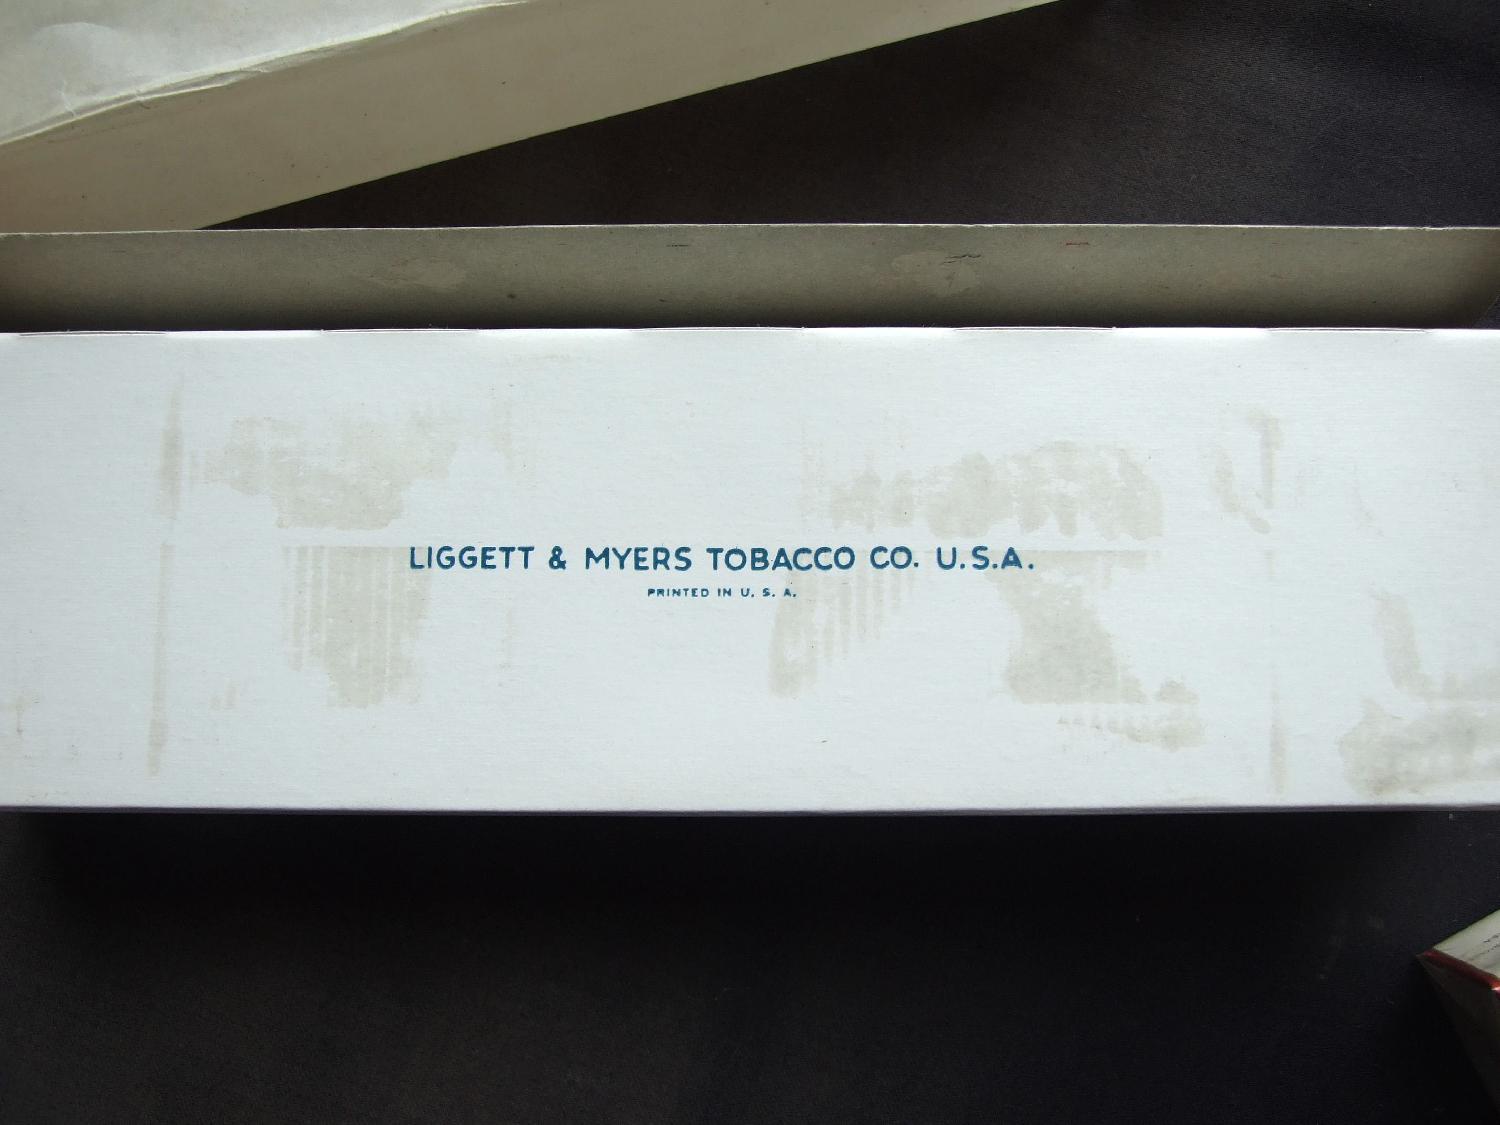 LIGGETT & MYERS TOBACCO CO. U.S.A.
PRINTED IN U. S. A.